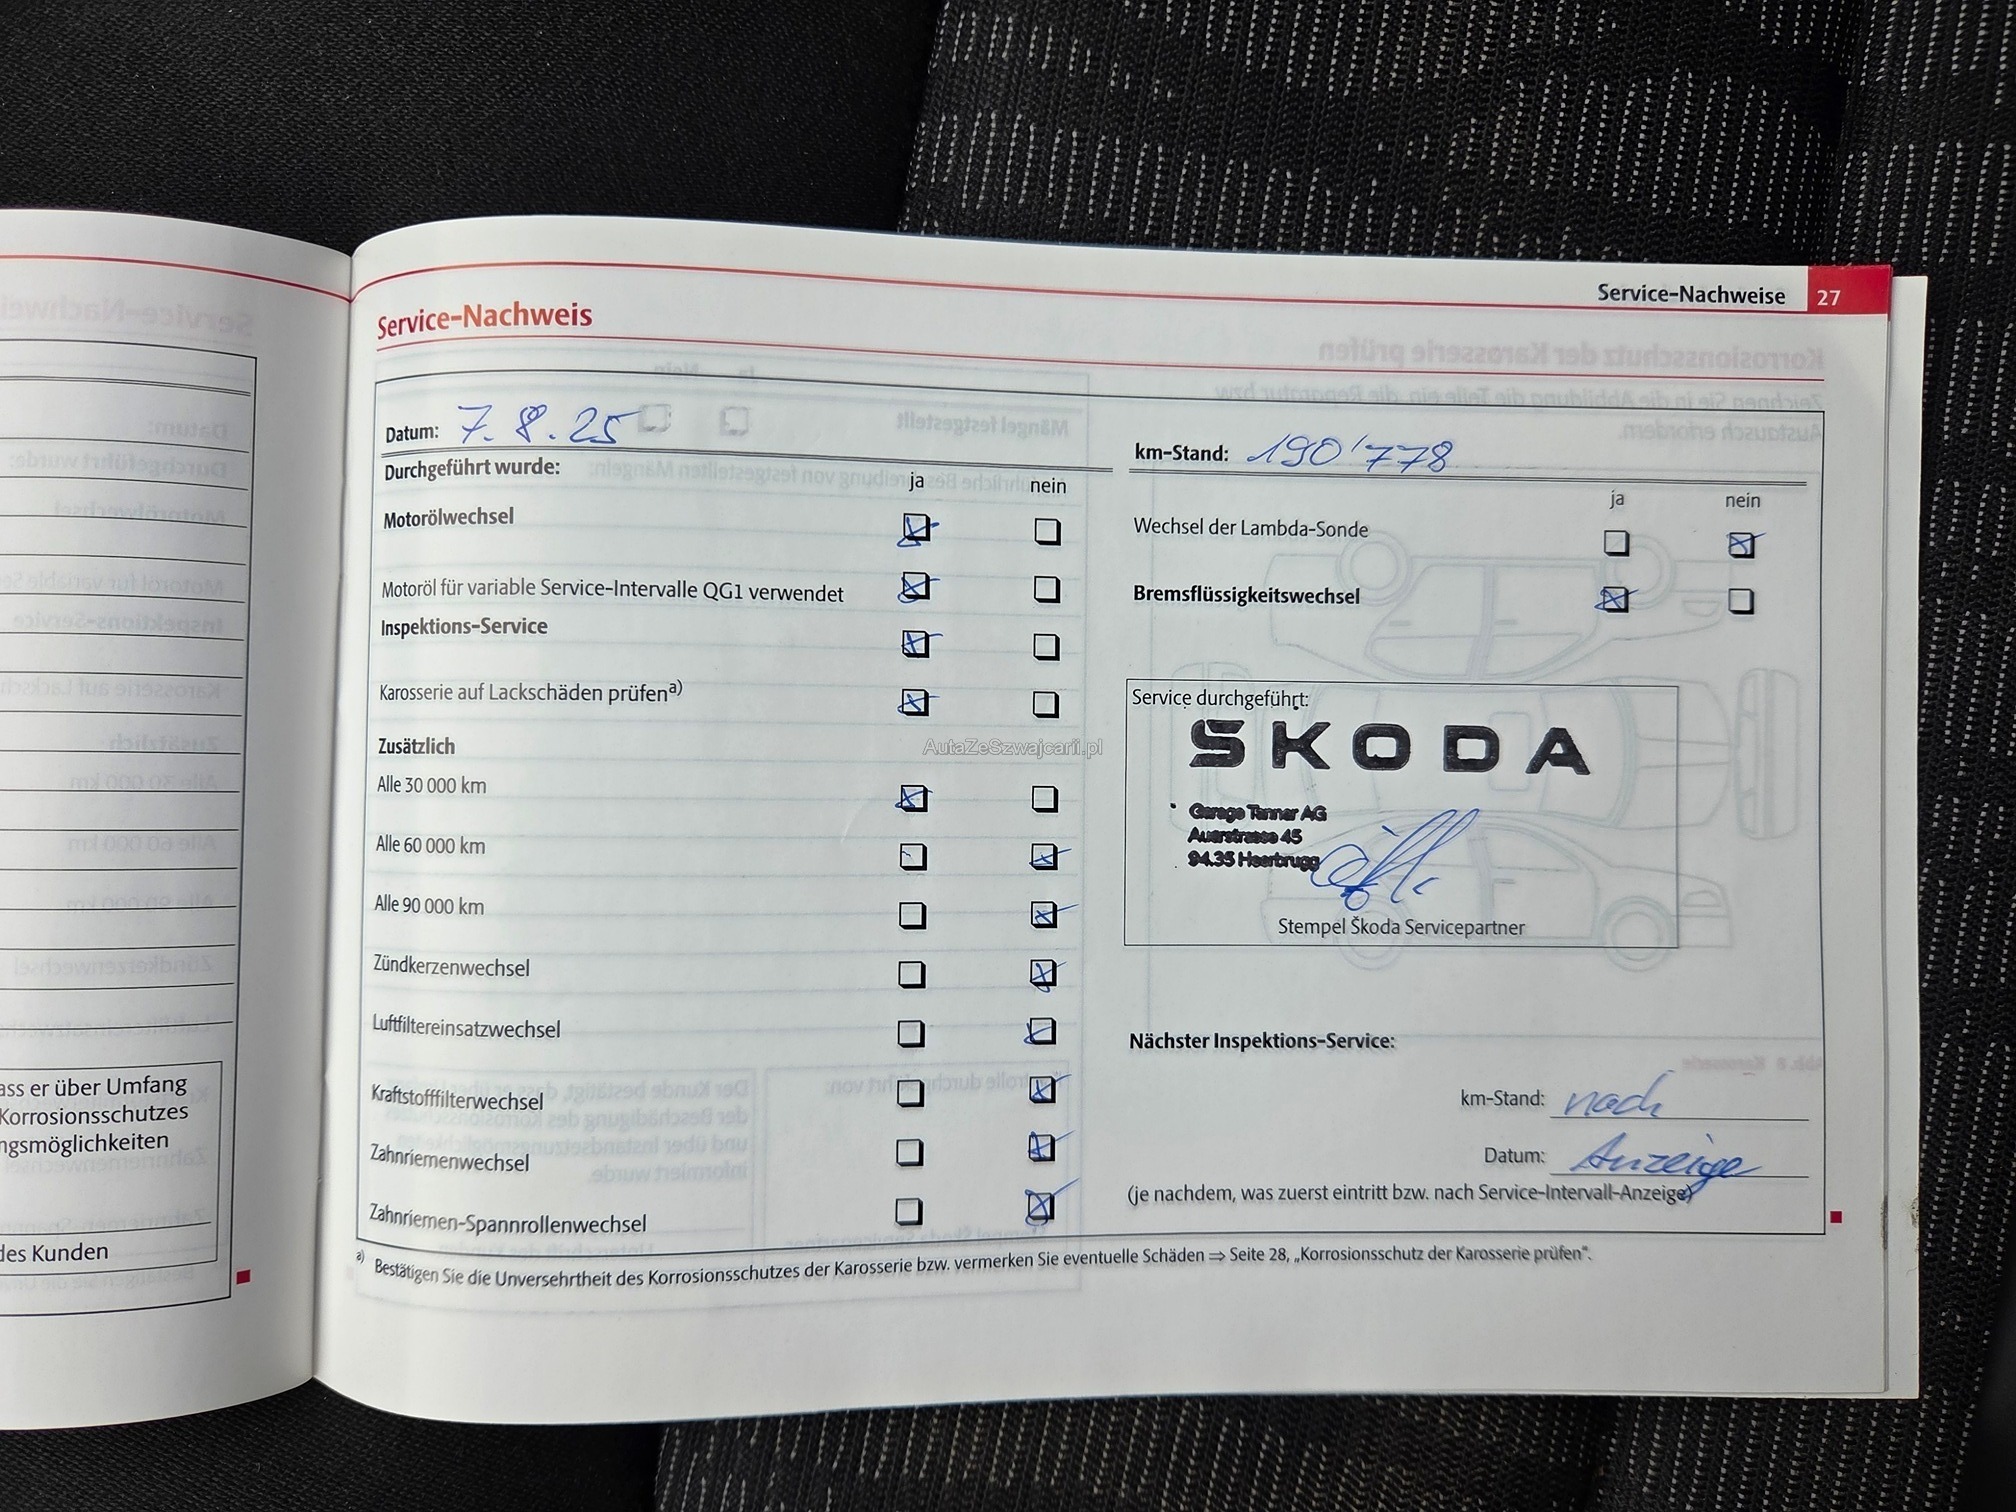 Service-Nachweise 27
Service-Nachweis
Datum: 7.8.25
km-Stand: 190'778
Durchgeführt wurde:
ja nein
ja nein
Motorölwechsel
Wechsel der Lambda-Sonde
Motoröl für variable Service-Intervalle QG1 verwendet
Bremsflüssigkeitswechsel
Inspektions-Service
Karosserie auf Lackschäden prüfen a)
Zusätzlich
Alle 30 000 km
Alle 60 000 km
Alle 90 000 km
Zündkerzenwechsel
Luftfiltereinsatzwechsel
Kraftstofffilterwechsel
Zahnriemenwechsel
Zahnriemen-Spannrollenwechsel
Service durchgeführt:
ŠKODA
Garage Tanner AG
Auerstrasse 45
9435 Heerbrugg
Stempel Škoda Servicepartner
Nächster Inspektions-Service:
km-Stand: nach
Datum: Anzeige
(je nachdem, was zuerst eintritt bzw. nach Service-Intervall-Anzeige)
a) Bestätigen Sie die Unversehrtheit des Korrosionsschutzes der Karosserie bzw. vermerken Sie eventuelle Schäden ⇒ Seite 28, „Korrosionsschutz der Karosserie prüfen“.
ass er über Umfang
Korrosionsschutzes
ngsmöglichkeiten
des Kunden
AutaZeSzwajcarii.pl